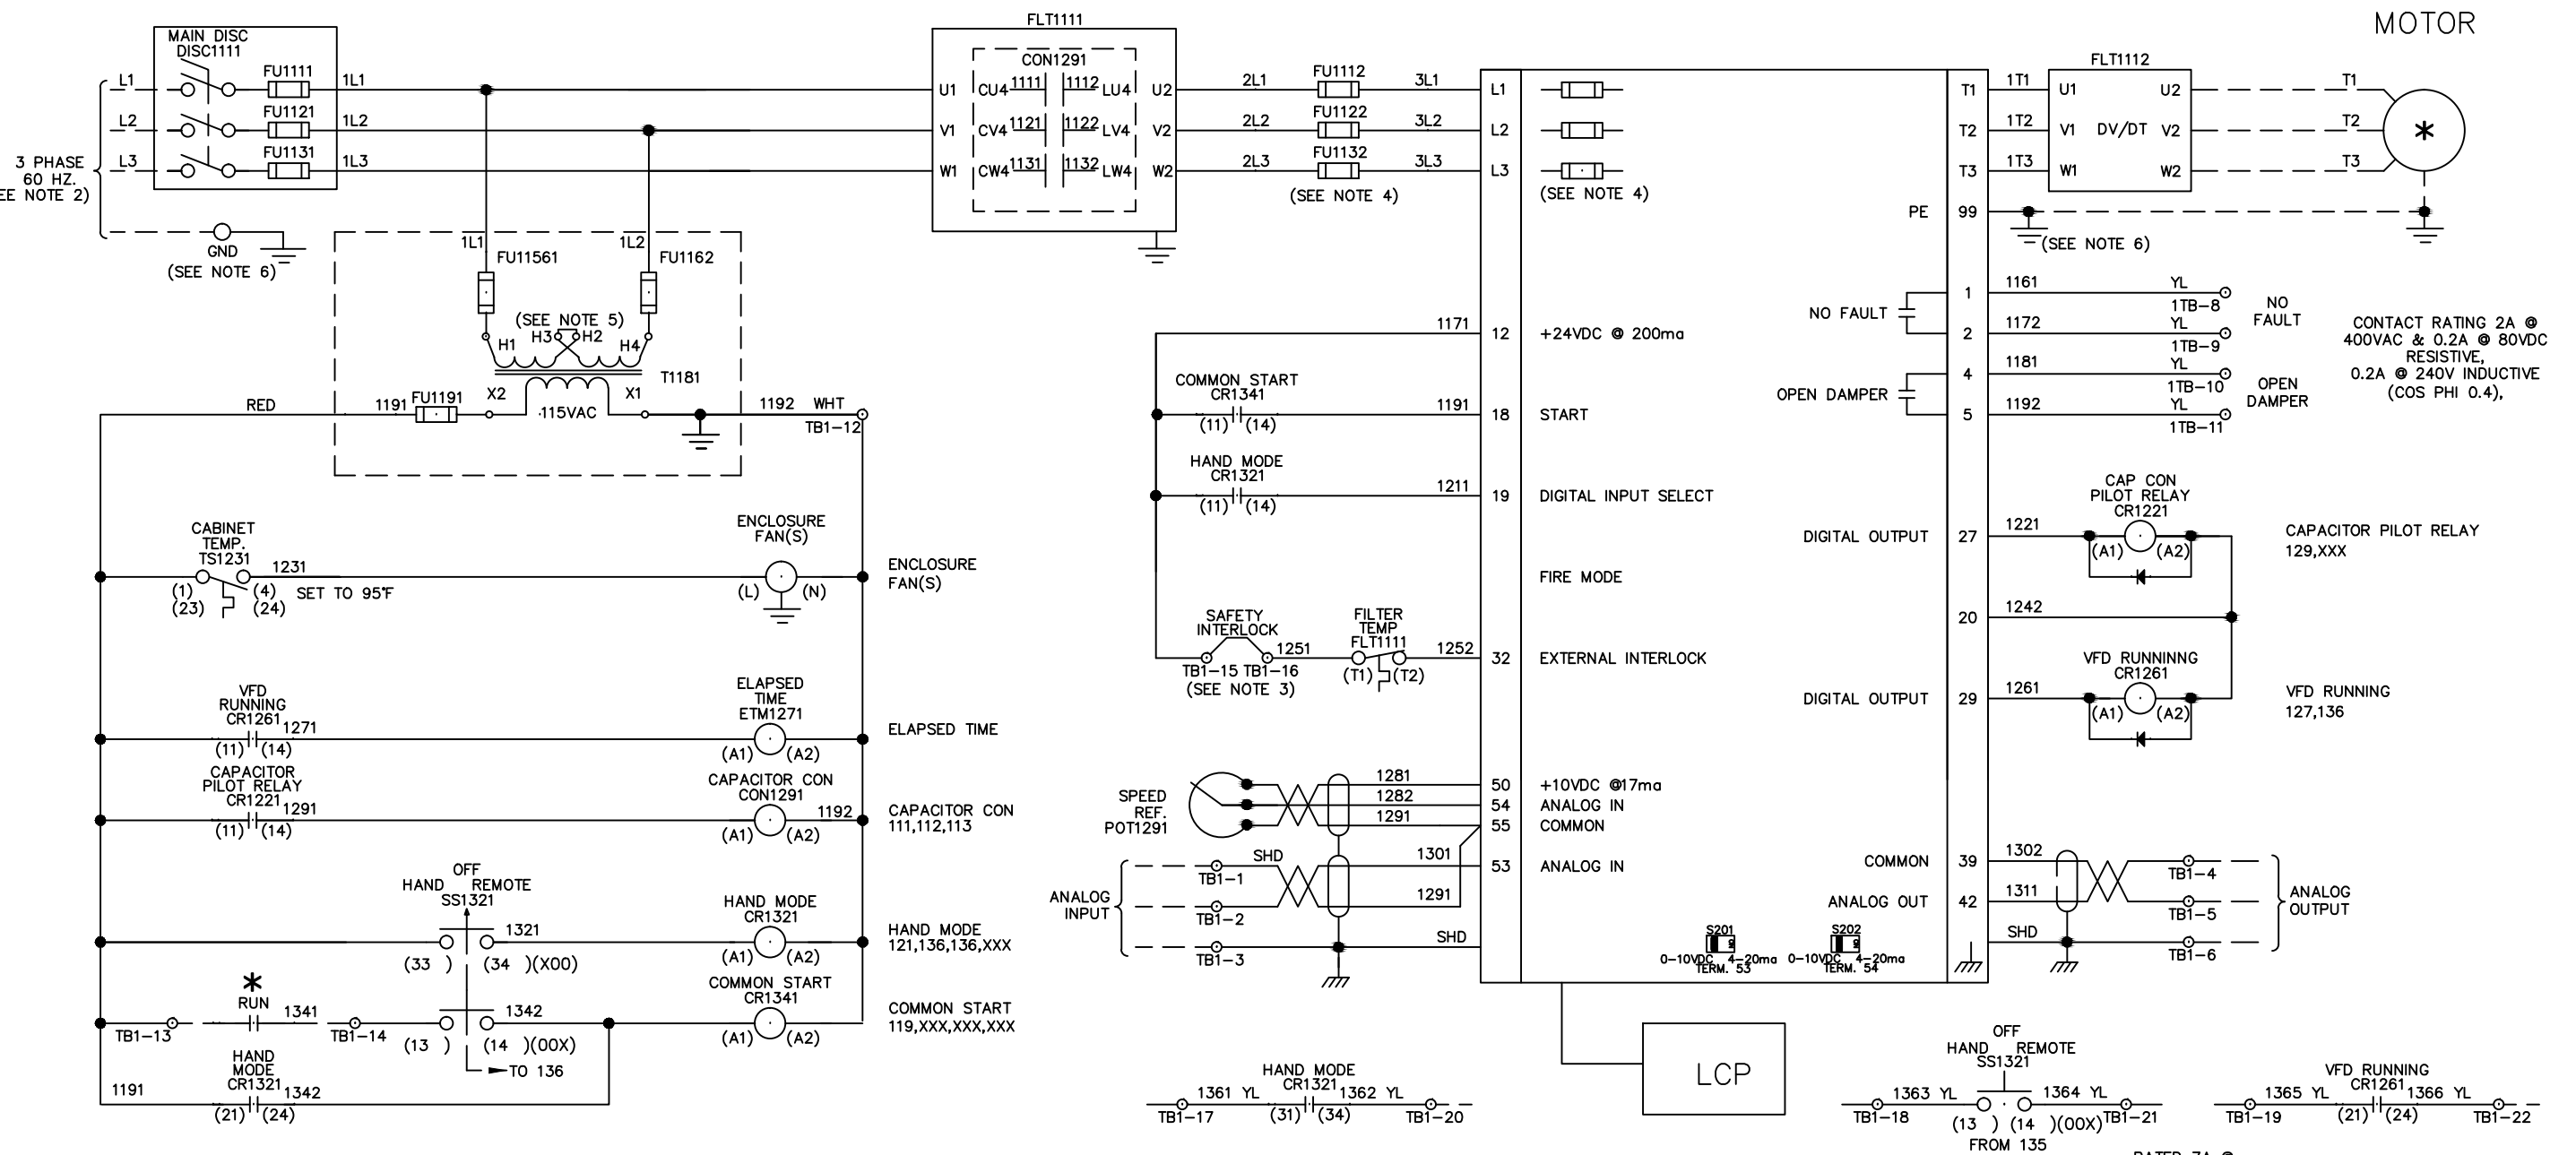 MOTOR
MAIN DISC
DISC1111
L1
FU1111
1L1
L2
FU1121
1L2
L3
FU1131
1L3
3 PHASE
60 HZ.
EE NOTE 2)
GND
(SEE NOTE 6)
FLT1111
CON1291
U1 CU4 1111 1112 LU4 U2
V1 CV4 1121 1122 LV4 V2
W1 CW4 1131 1132 LW4 W2
2L1 FU1112 3L1
2L2 FU1122 3L2
2L3 FU1132 3L3
(SEE NOTE 4)
L1
L2
L3
(SEE NOTE 4)
T1 1T1
T2 1T2
T3 1T3
PE 99
(SEE NOTE 6)
FLT1112
U1 U2
V1 DV/DT V2
W1 W2
T1
T2
T3
*
1L1 1L2
FU11561 FU1162
(SEE NOTE 5)
H1 H3 H2 H4
T1181
RED 1191 FU1191 X2 115VAC X1 1192 WHT
TB1-12
CABINET
TEMP.
TS1231
1231
(1) (4)
(23) (24)
SET TO 95°F
ENCLOSURE
FAN(S)
(L) (N)
ENCLOSURE
FAN(S)
VFD
RUNNING
CR1261
1271
(11) (14)
ELAPSED
TIME
ETM1271
(A1) (A2)
ELAPSED TIME
CAPACITOR
PILOT RELAY
CR1221
1291
(11) (14)
CAPACITOR CON
CON1291
1192
(A1) (A2)
CAPACITOR CON
111,112,113
OFF
HAND REMOTE
SS1321
1321
(33 ) (34 )(X00)
HAND MODE
CR1321
(A1) (A2)
HAND MODE
121,136,136,XXX
*
RUN
1341
TB1-13 TB1-14
1342
(13 ) (14 )(00X)
TO 136
COMMON START
CR1341
(A1) (A2)
COMMON START
119,XXX,XXX,XXX
HAND
MODE
CR1321
1191 1342
(21) (24)
1171 12 +24VDC @ 200ma
COMMON START
CR1341
(11) (14)
1191 18 START
HAND MODE
CR1321
(11) (14)
1211 19 DIGITAL INPUT SELECT
FIRE MODE
SAFETY
INTERLOCK
TB1-15 TB1-16
(SEE NOTE 3)
1251
FILTER
TEMP
FLT1111
(T1) (T2)
1252 32 EXTERNAL INTERLOCK
SPEED
REF.
POT1291
1281 50 +10VDC @17ma
1282 54 ANALOG IN
1291 55 COMMON
ANALOG
INPUT
SHD
TB1-1
TB1-2
TB1-3
1301 53 ANALOG IN
1291
SHD
NO FAULT
1 1161 YL
1TB-8
2 1172 YL
1TB-9
NO
FAULT
OPEN DAMPER
4 1181 YL
1TB-10
5 1192 YL
1TB-11
OPEN
DAMPER
CONTACT RATING 2A @
400VAC & 0.2A @ 80VDC
RESISTIVE,
0.2A @ 240V INDUCTIVE
(COS PHI 0.4),
DIGITAL OUTPUT 27 1221
CAP CON
PILOT RELAY
CR1221
(A1) (A2)
CAPACITOR PILOT RELAY
129,XXX
20 1242
DIGITAL OUTPUT 29 1261
VFD RUNNINNG
CR1261
(A1) (A2)
VFD RUNNING
127,136
COMMON 39 1302
TB1-4
ANALOG OUT 42 1311
TB1-5
SHD
TB1-6
ANALOG
OUTPUT
S201
0-10VDC 4-20ma
TERM. 53
S202
0-10VDC 4-20ma
TERM. 54
LCP
HAND MODE
CR1321
1361 YL 1362 YL
TB1-17 (31) (34) TB1-20
OFF
HAND REMOTE
SS1321
1363 YL 1364 YL
TB1-18 (13 ) (14 )(00X) TB1-21
FROM 135
VFD RUNNING
CR1261
1365 YL 1366 YL
TB1-19 (21) (24) TB1-22
RATED 7A @